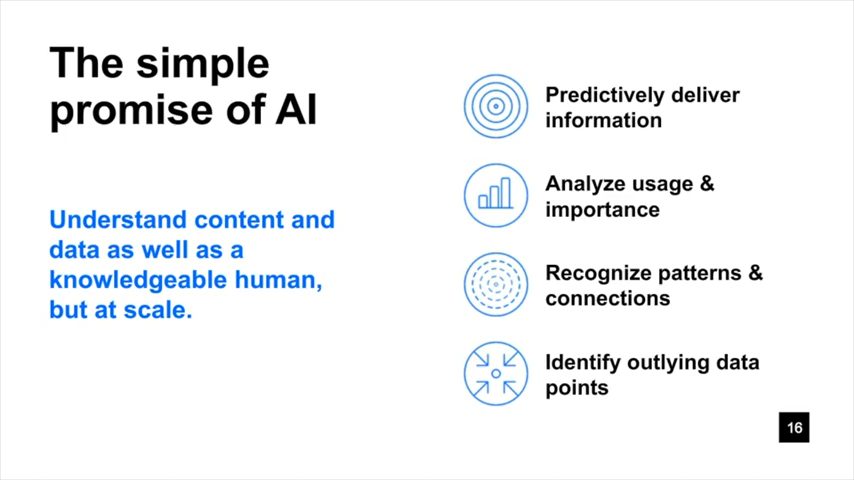 The simple
promise of AI
Understand content and
data as well as a
knowledgeable human,
but at scale.
Predictively deliver
information
Analyze usage &
importance
Recognize patterns &
connections
Identify outlying data
points
16